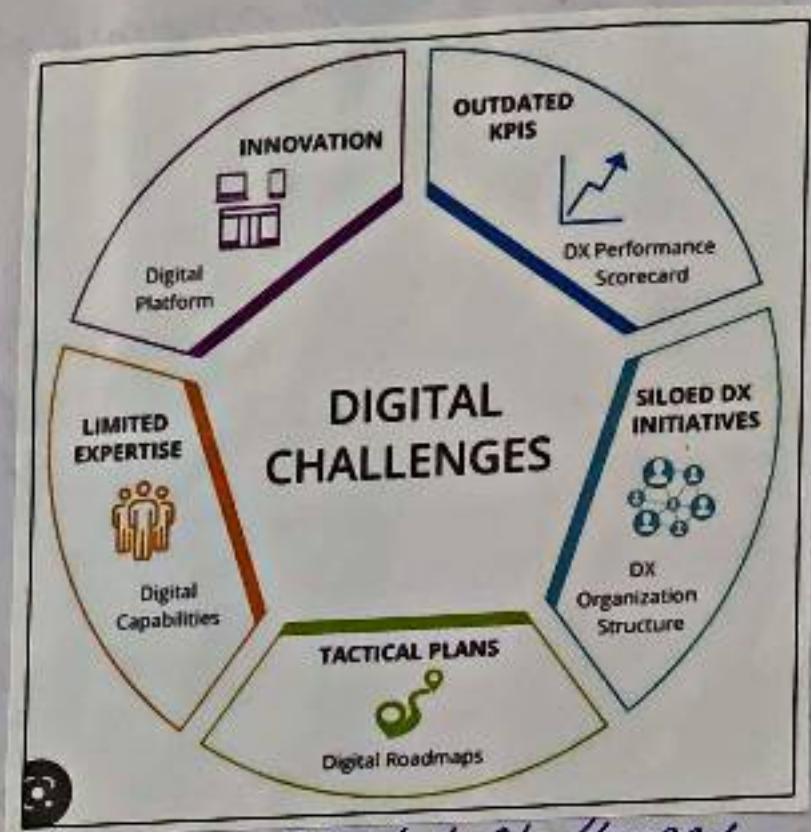 INNOVATION
Digital
Platform
OUTDATED
KPIS
DX Performance
Scorecard
DIGITAL
CHALLENGES
SILOED DX
INITIATIVES
DX
Organization
Structure
TACTICAL PLANS
Digital Roadmaps
LIMITED
EXPERTISE
Digital
Capabilities